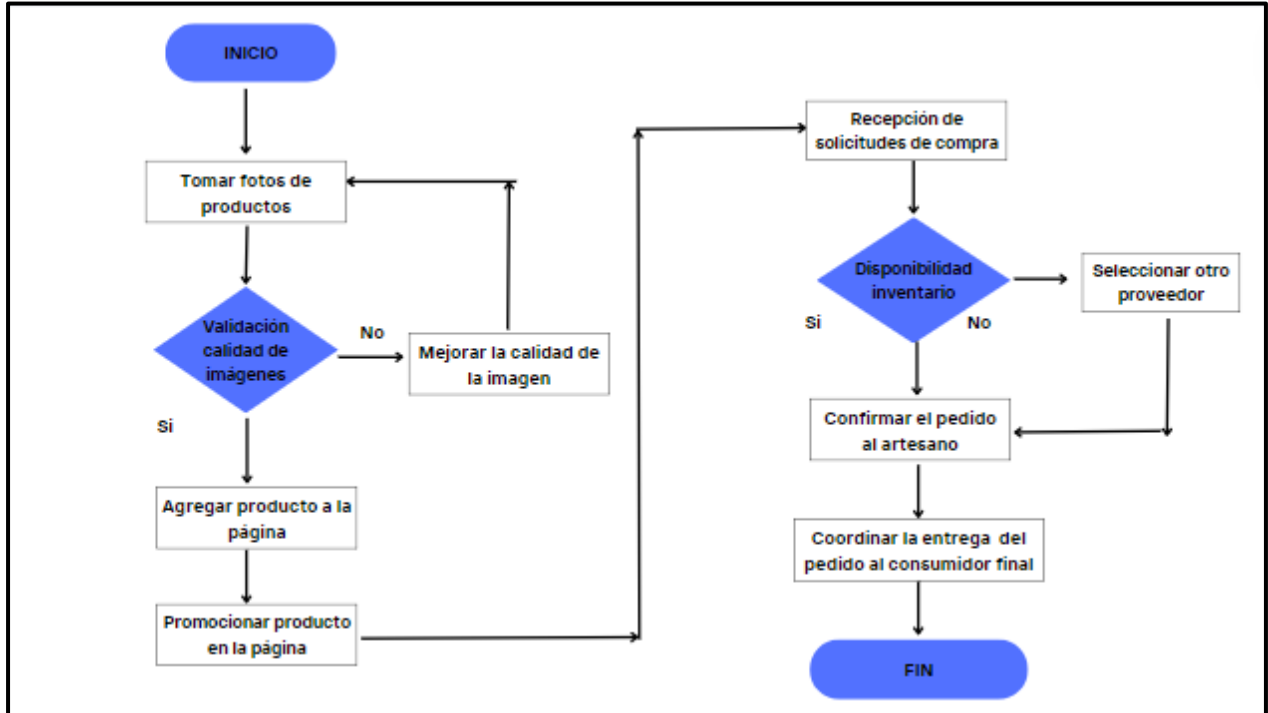 INICIO
Tomar fotos de
productos
Validación
calidad de
imágenes
No
Mejorar la calidad de
la imagen
Si
Agregar producto a la
página
Promocionar producto
en la página
Recepción de
solicitudes de compra
Disponibilidad
inventario
Si
No
Seleccionar otro
proveedor
Confirmar el pedido
al artesano
Coordinar la entrega del
pedido al consumidor final
FIN